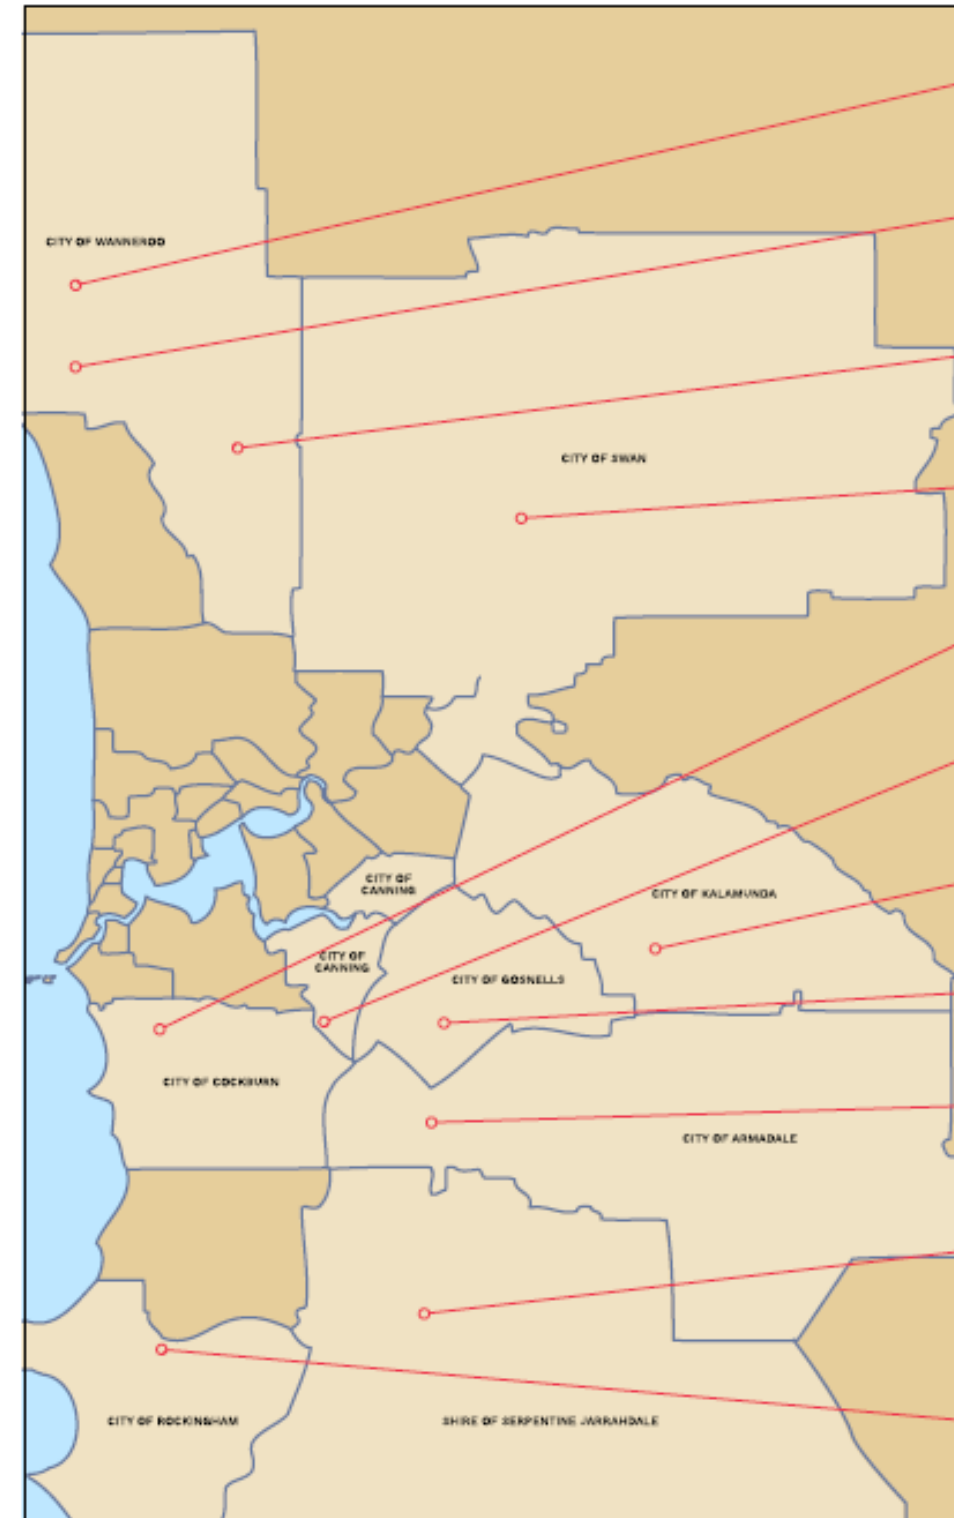 CITY OF WANNEROO
CITY OF SWAN
CITY OF
CANNING
CITY OF KALAMUNDA
CITY OF
CANNING
CITY OF GOSNELLS
CITY OF COCKBURN
CITY OF ARMADALE
CITY OF ROCKINGHAM
SHIRE OF SERPENTINE JARRAHDALE